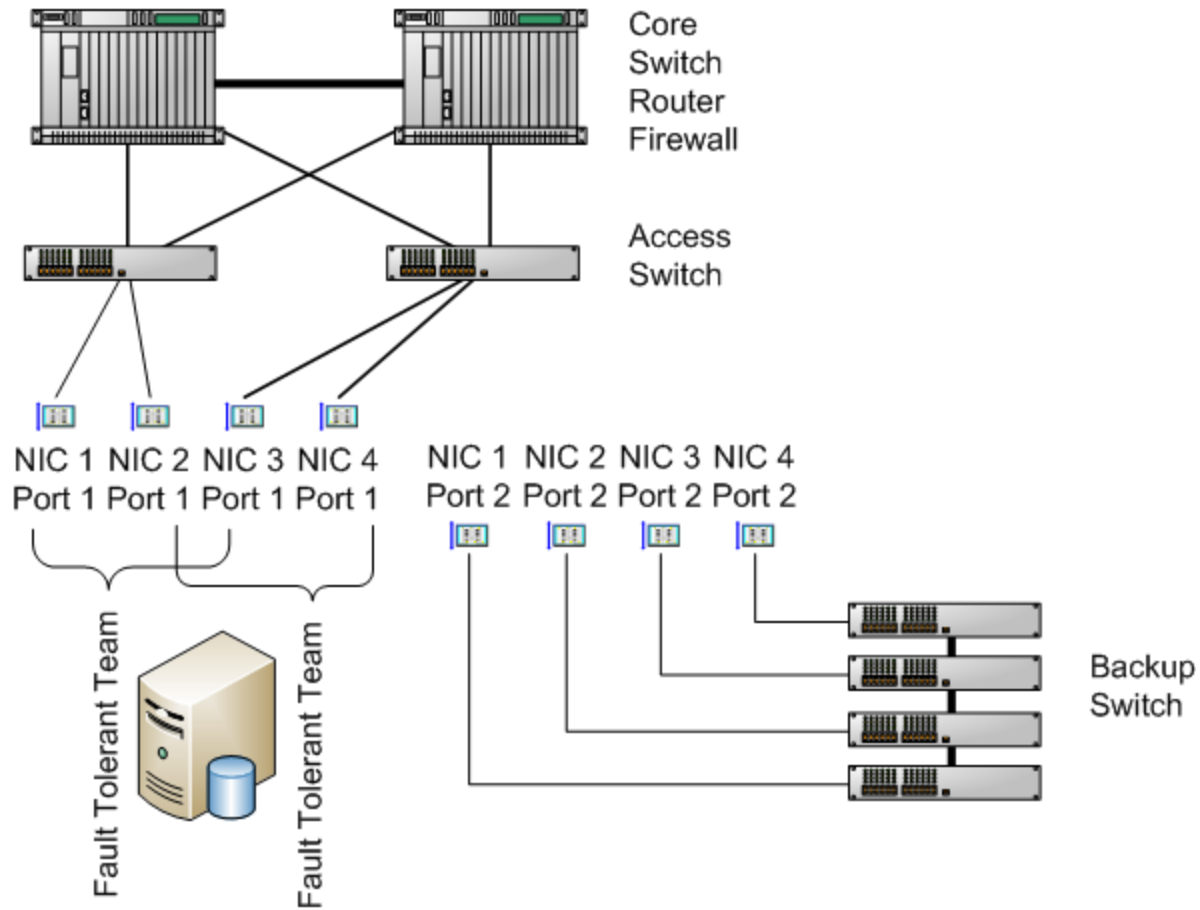 Core
Switch
Router
Firewall
Access
Switch
NIC 1 NIC 2 NIC 3 NIC 4
Port 1 Port 1 Port 1 Port 1
NIC 1 NIC 2 NIC 3 NIC 4
Port 2 Port 2 Port 2 Port 2
Fault Tolerant Team
Fault Tolerant Team
Backup
Switch